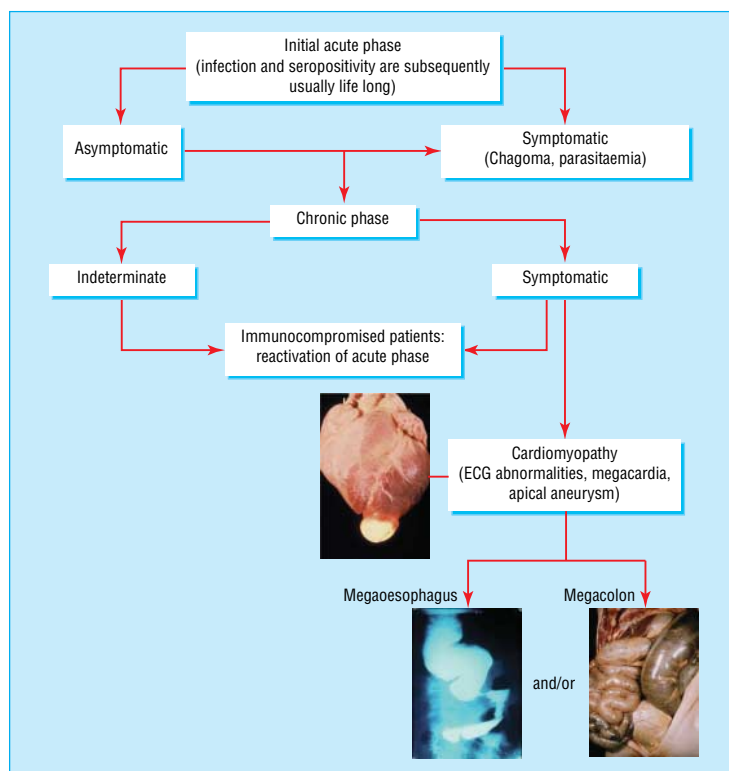 Initial acute phase
(infection and seropositivity are subsequently
usually life long)
Asymptomatic
Symptomatic
(Chagoma, parasitaemia)
Chronic phase
Indeterminate
Symptomatic
Immunocompromised patients:
reactivation of acute phase
Cardiomyopathy
(ECG abnormalities, megacardia,
apical aneurysm)
Megaoesophagus
Megacolon
and/or